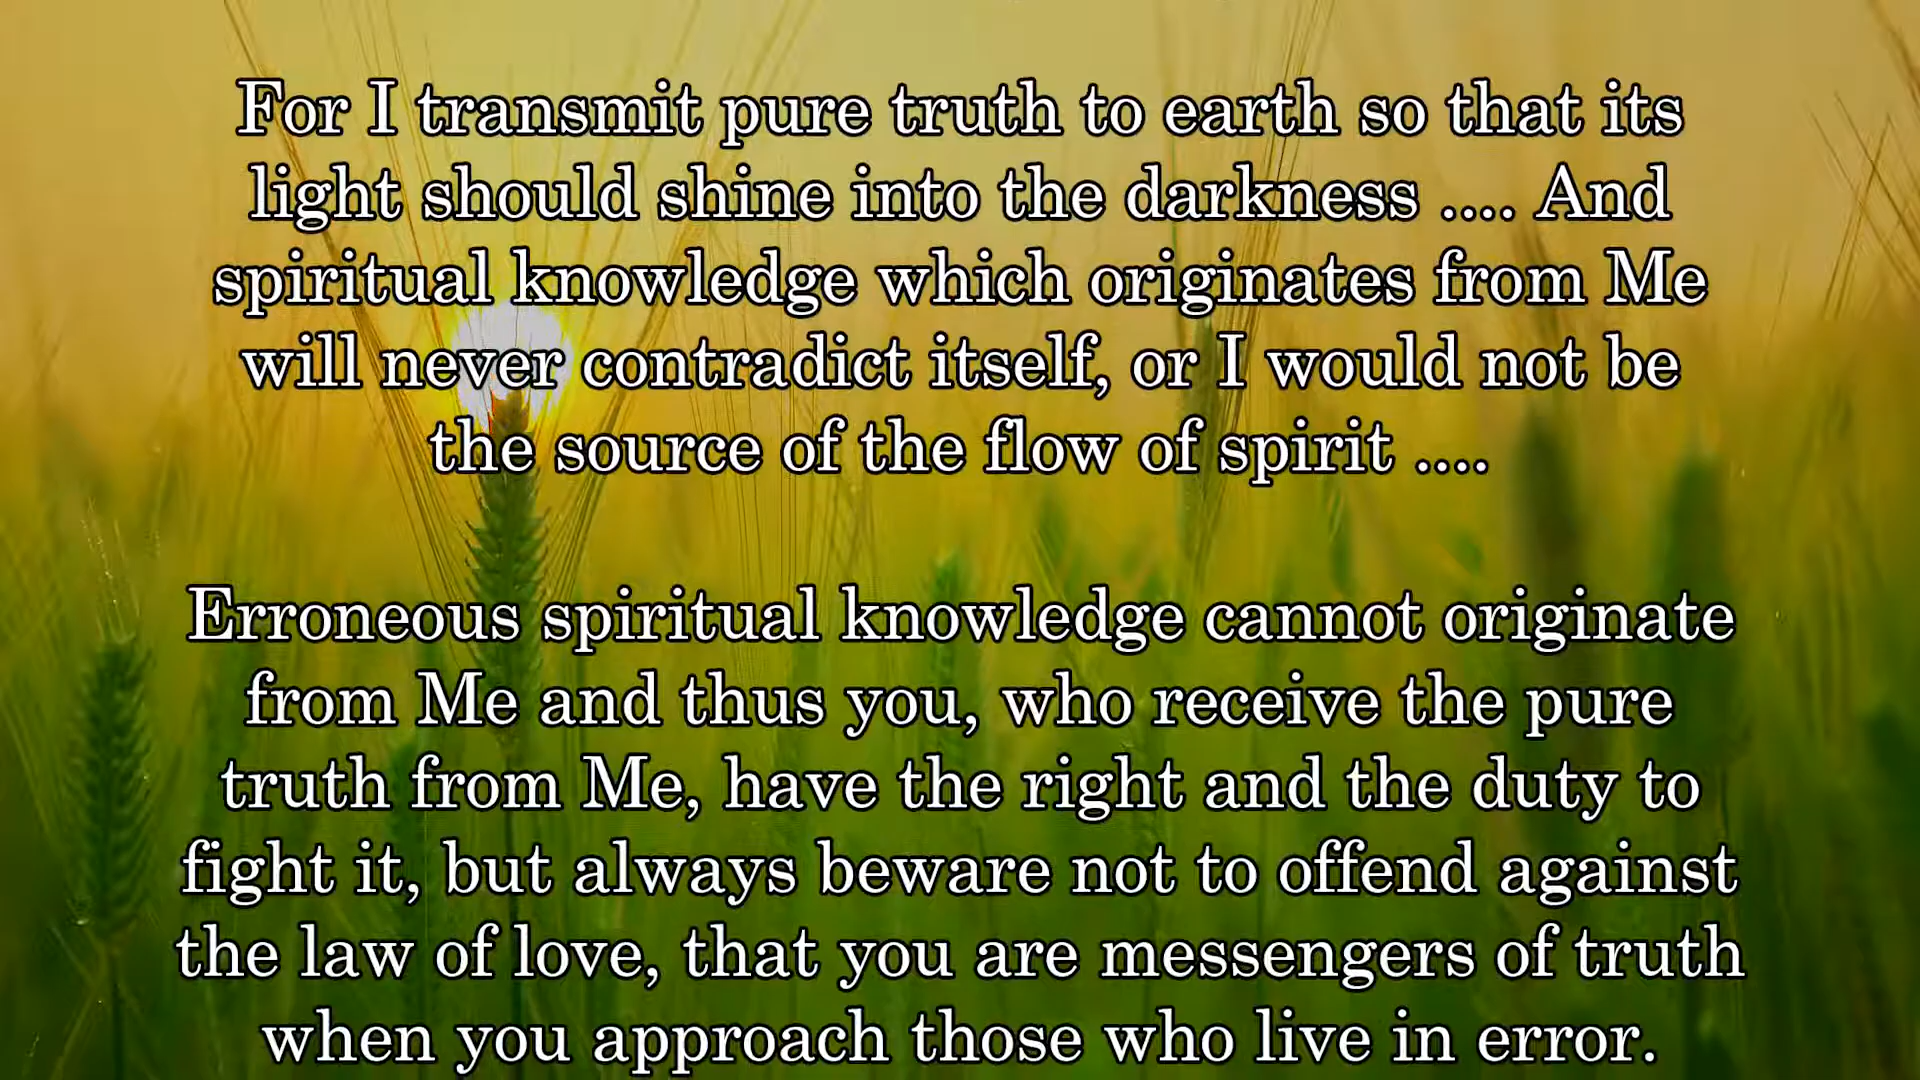 For I transmit pure truth to earth so that its
light should shine into the darkness .... And
spiritual knowledge which originates from Me
will never contradict itself, or I would not be
the source of the flow of spirit ....
Erroneous spiritual knowledge cannot originate
from Me and thus you, who receive the pure
truth from Me, have the right and the duty to
fight it, but always beware not to offend against
the law of love, that you are messengers of truth
when you approach those who live in error.